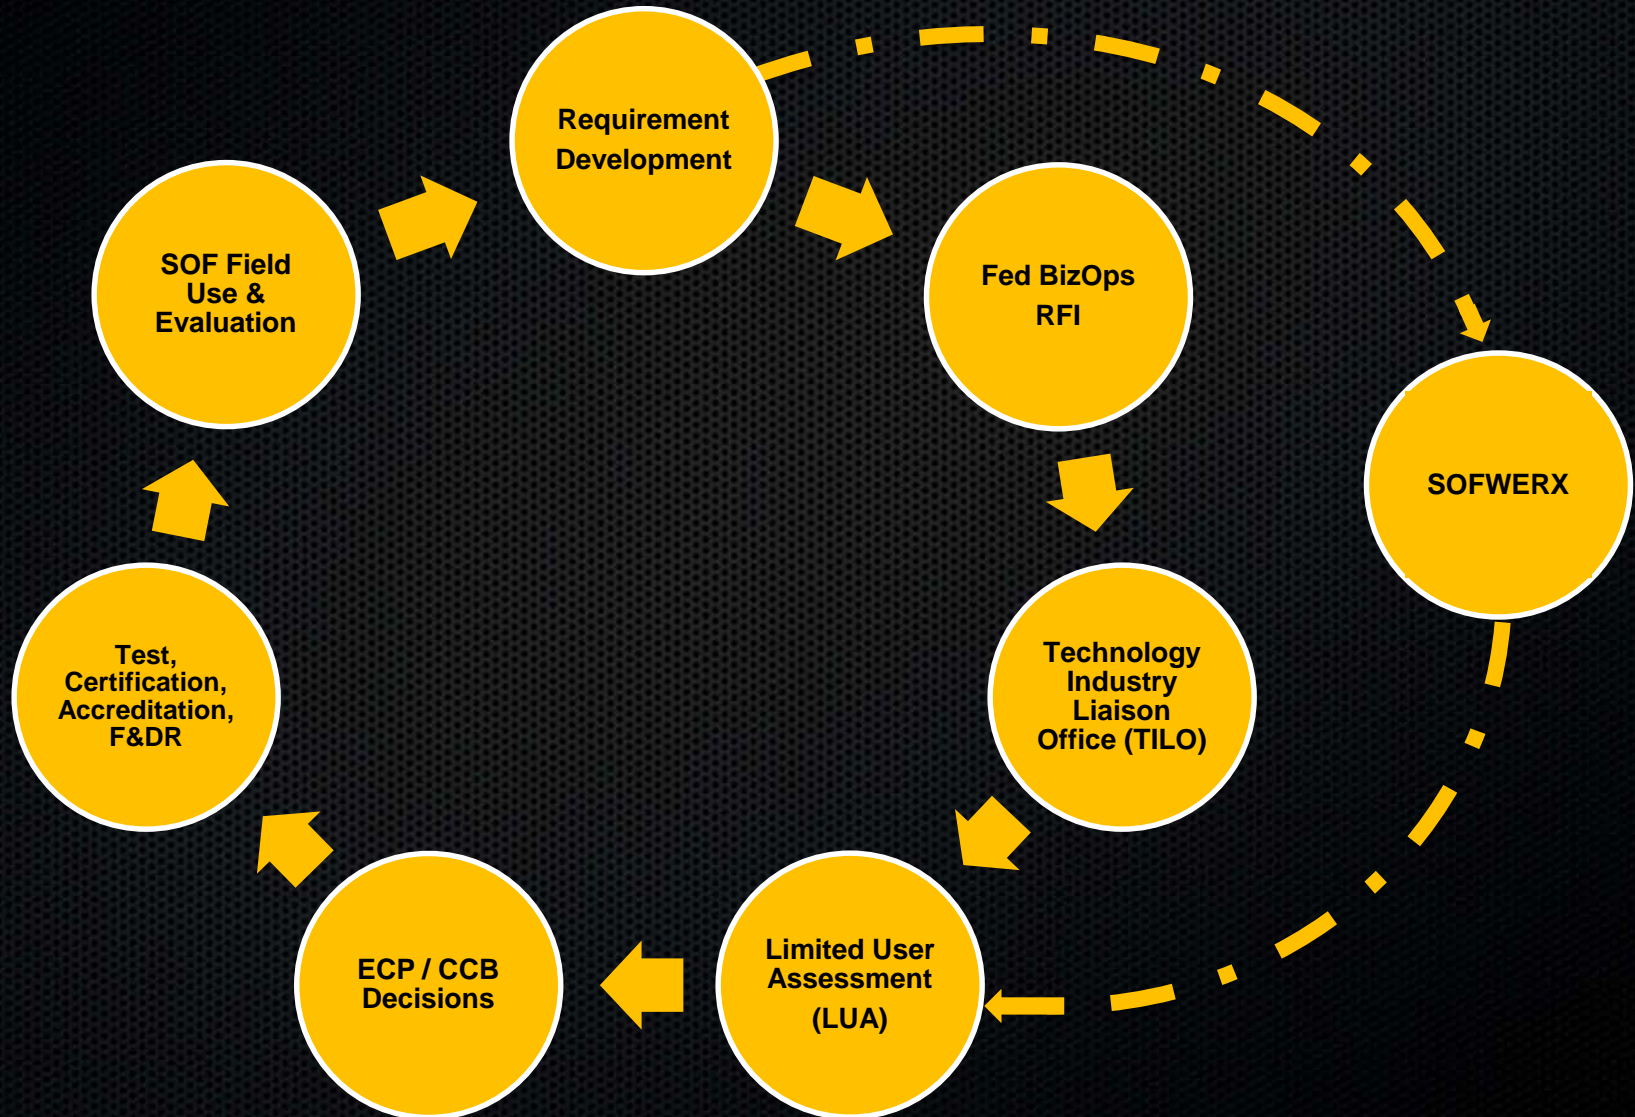 Requirement
Development
Fed BizOps
RFI
SOFWERX
Technology
Industry
Liaison
Office (TILO)
Limited User
Assessment
(LUA)
ECP / CCB
Decisions
Test,
Certification,
Accreditation,
F&DR
SOF Field
Use &
Evaluation